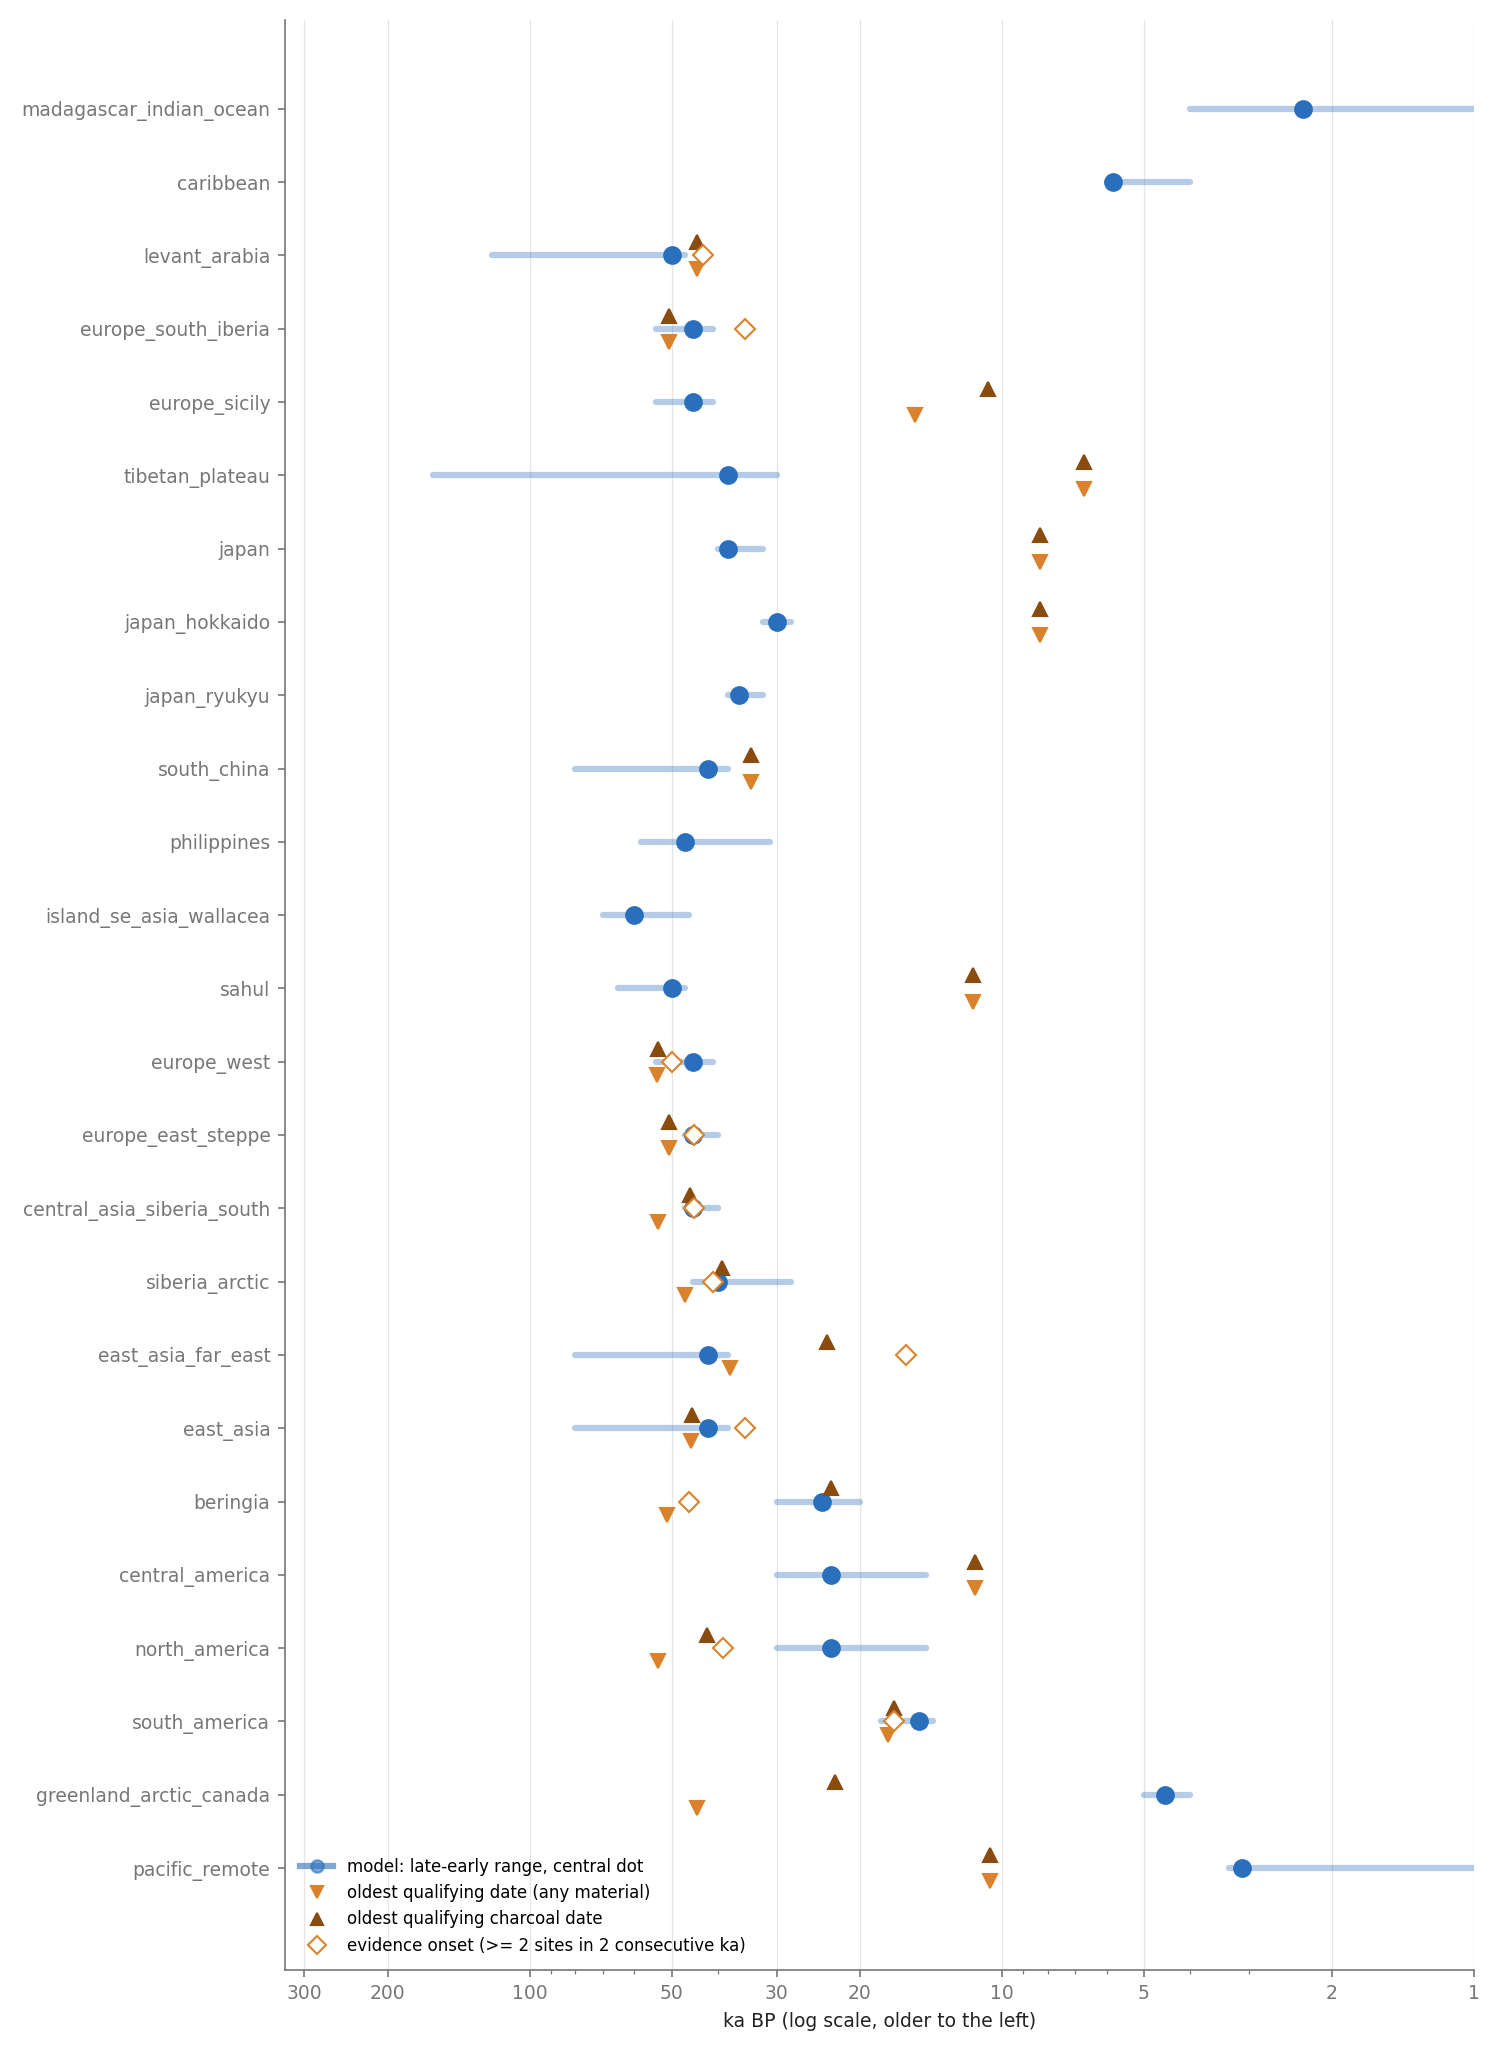 madagascar_indian_ocean
caribbean
levant_arabia
europe_south_iberia
europe_sicily
tibetan_plateau
japan
japan_hokkaido
japan_ryukyu
south_china
philippines
island_se_asia_wallacea
sahul
europe_west
europe_east_steppe
central_asia_siberia_south
siberia_arctic
east_asia_far_east
east_asia
beringia
central_america
north_america
south_america
greenland_arctic_canada
pacific_remote
model: late-early range, central dot
oldest qualifying date (any material)
oldest qualifying charcoal date
evidence onset (>= 2 sites in 2 consecutive ka)
300 200 100 50 30 20 10 5 2 1
ka BP (log scale, older to the left)